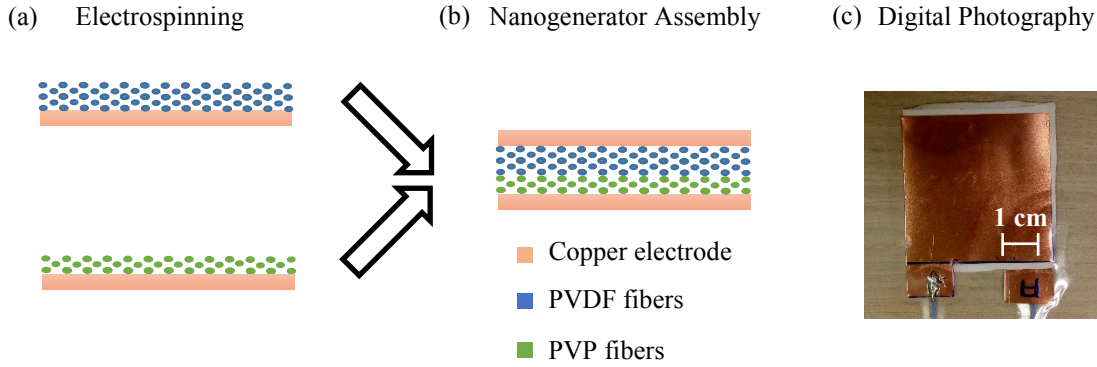 (a) Electrospinning
(b) Nanogenerator Assembly
(c) Digital Photography
Copper electrode
PVDF fibers
PVP fibers
1 cm